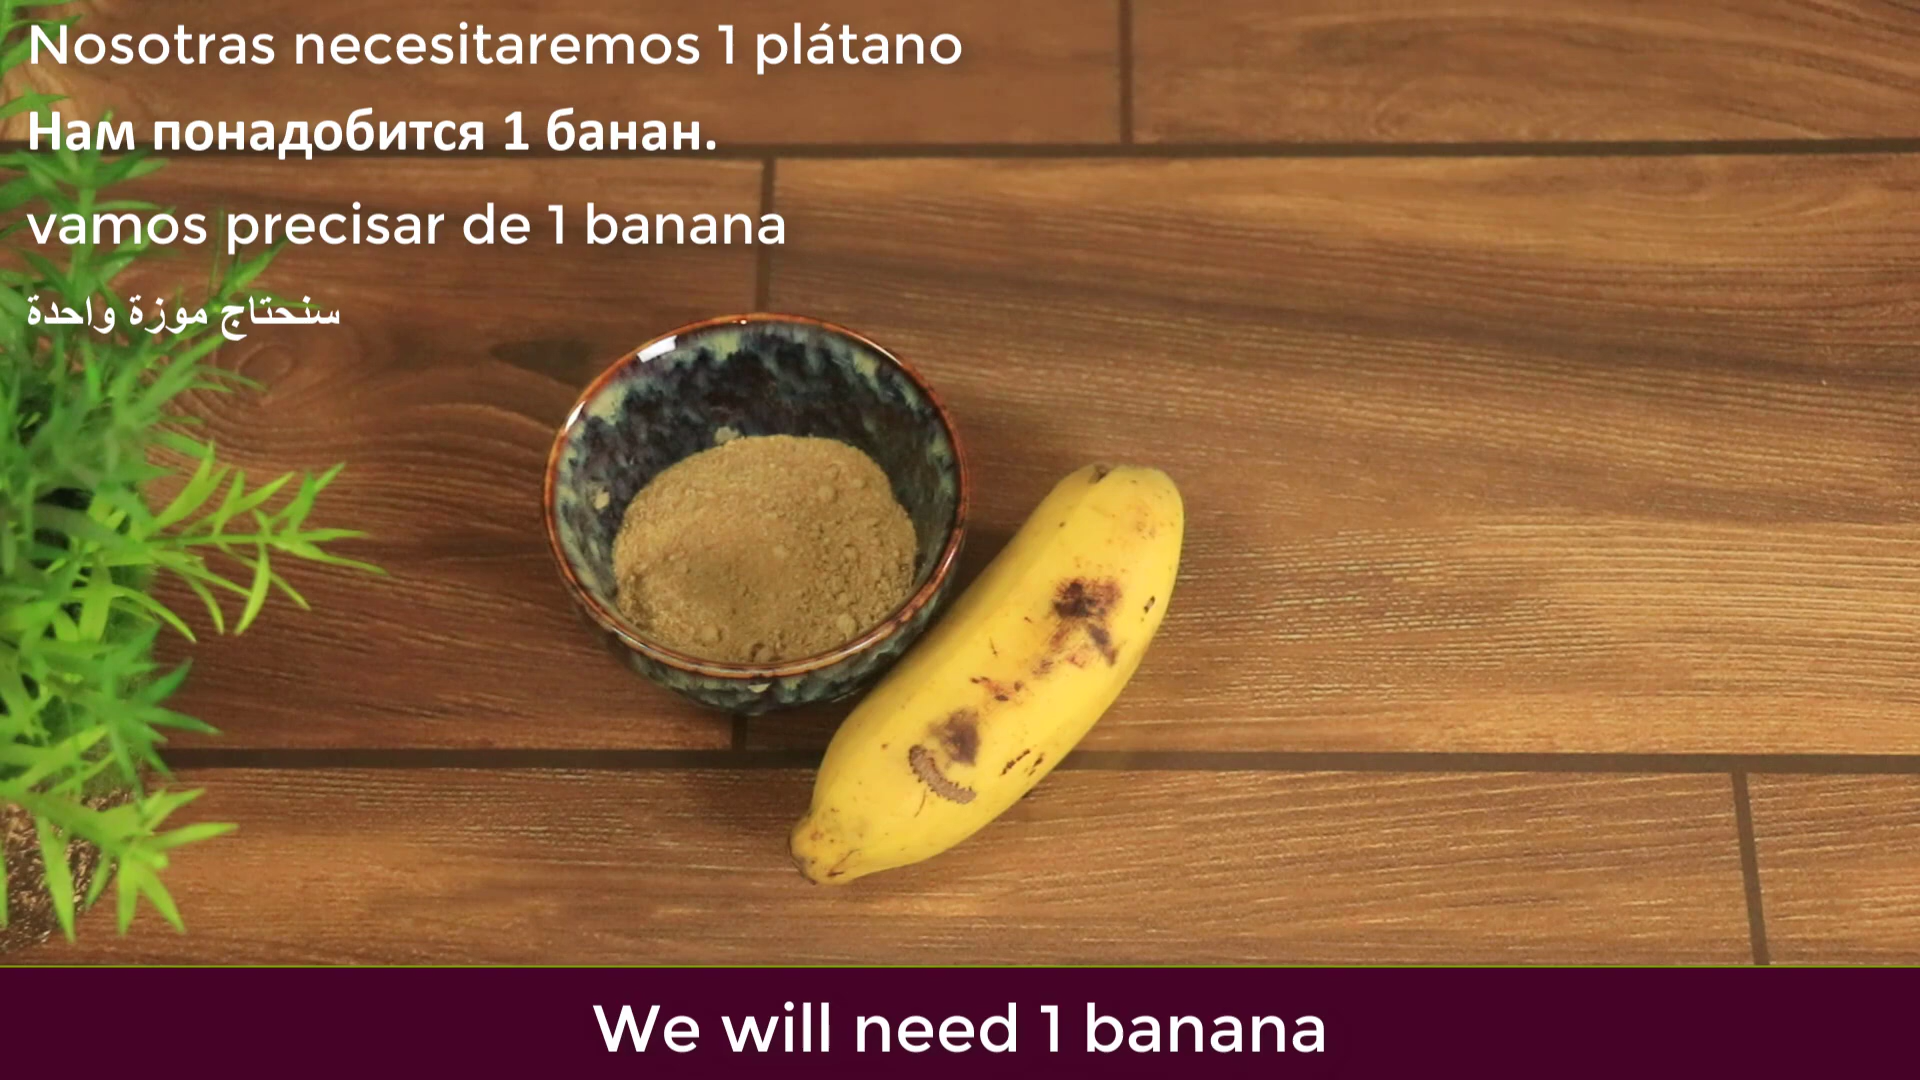 Nosotras necesitaremos 1 plátano
Нам понадобится 1 банан.
vamos precisar de 1 banana
سنحتاج موزة واحدة
We will need 1 banana